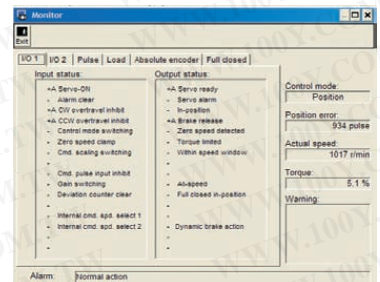 Monitor
Exit
I/O 1 I/O 2 Pulse Load Absolute encoder Full closed
Input status:
+A Servo-ON
- Alarm clear
+A CW overtravel inhibit
+A CCW overtravel inhibit
- Control mode switching
- Zero speed clamp
- Cmd. scaling switching
-
- Cmd. pulse input inhibit
- Gain switching
- Deviation counter clear
-
- Internal cmd. spd. select 1
- Internal cmd. spd. select 2
-
-
Output status:
+A Servo ready
- Servo alarm
- In-position
+A Brake release
- Zero speed detected
- Torque limited
- Within speed window
-
- At-speed
- Full closed in-position
-
-
- Dynamic brake action
-
-
Control mode:
Position
Position error:
934 pulse
Actual speed:
1017 r/min
Torque:
5,1 %
Warning:
Alarm: Normal action
WWW.100Y